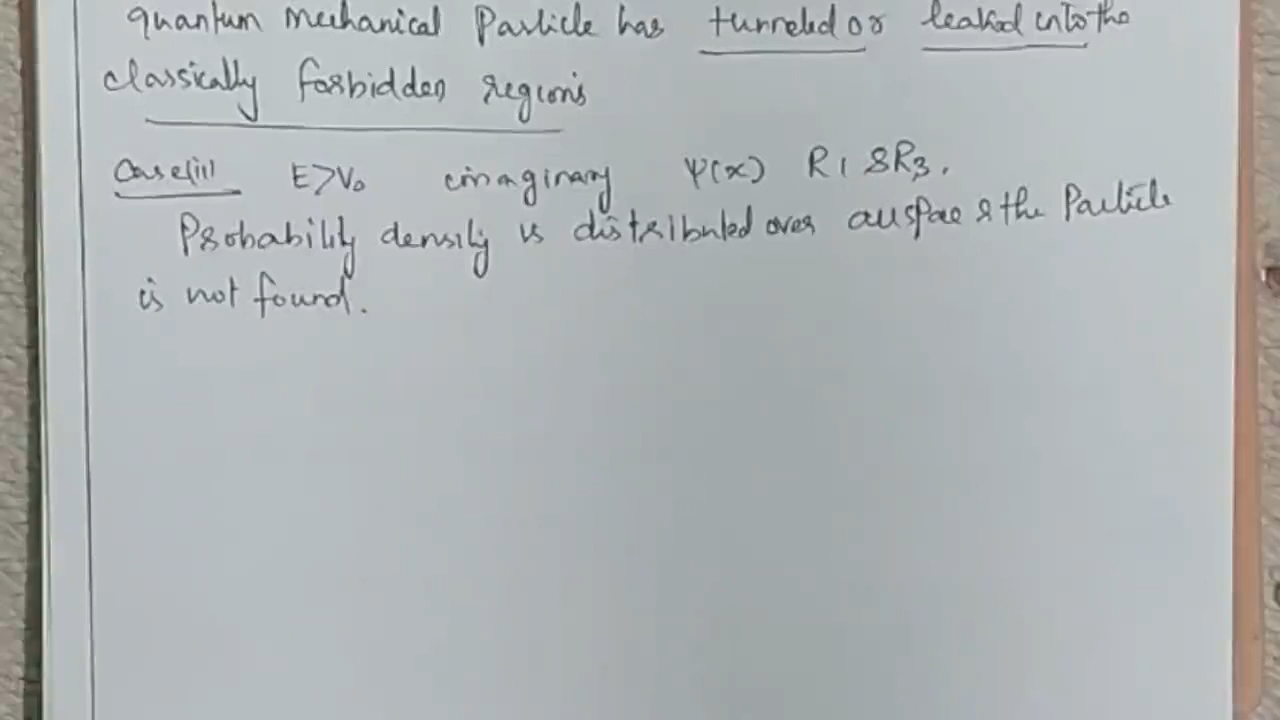 quantum mechanical Particle has tunneled or leaked into the
classically forbidden regions
Case(ii) E>V₀ imaginary ψ(x) R1 & R3.
Probability density is distributed over all space & the Particle
is not found.